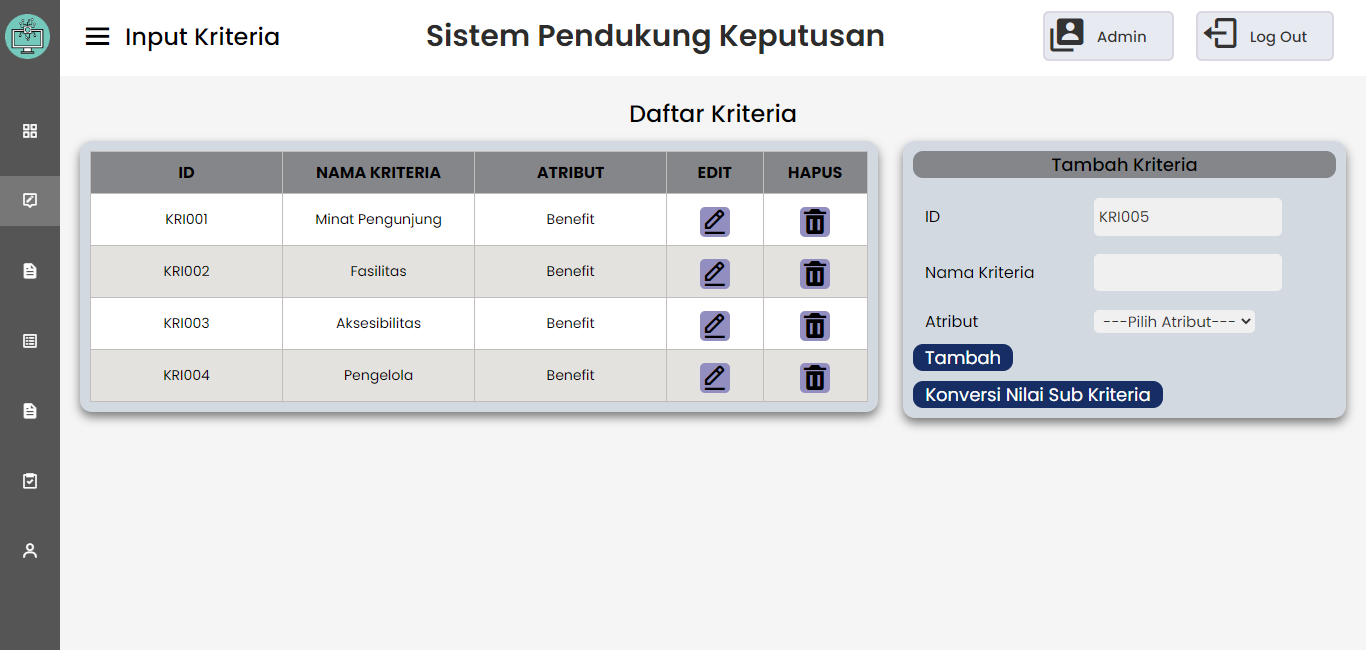 Input Kriteria
Sistem Pendukung Keputusan
Admin
Log Out
Daftar Kriteria
ID NAMA KRITERIA ATRIBUT EDIT HAPUS
KRI001 Minat Pengunjung Benefit
KRI002 Fasilitas Benefit
KRI003 Aksesibilitas Benefit
KRI004 Pengelola Benefit
Tambah Kriteria
ID KRI005
Nama Kriteria
Atribut ---Pilih Atribut---
Tambah
Konversi Nilai Sub Kriteria